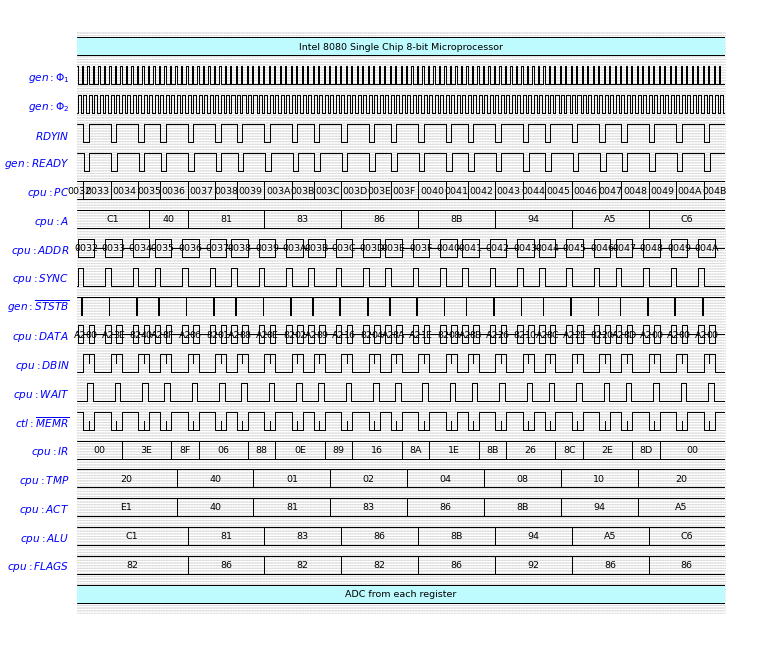 Intel 8080 Single Chip 8-bit Microprocessor
gen : Φ1
gen : Φ2
RDYIN
gen : READY
cpu : PC 0032 0033 0034 0035 0036 0037 0038 0039 003A 003B 003C 003D 003E 003F 0040 0041 0042 0043 0044 0045 0046 0047 0048 0049 004A 004B
cpu : A C1 40 81 83 86 8B 94 A5 C6
cpu : ADDR 0032 0033 0034 0035 0036 0037 0038 0039 003A 003B 003C 003D 003E 003F 0040 0041 0042 0043 0044 0045 0046 0047 0048 0049 004A
cpu : SYNC
gen : STSTB
cpu : DATA
cpu : DBIN
cpu : WAIT
ctl : MEMR
cpu : IR 00 3E 8F 06 88 0E 89 16 8A 1E 8B 26 8C 2E 8D 00
cpu : TMP 20 40 01 02 04 08 10 20
cpu : ACT E1 40 81 83 86 8B 94 A5
cpu : ALU C1 81 83 86 8B 94 A5 C6
cpu : FLAGS 82 86 82 82 86 92 86 86
ADC from each register